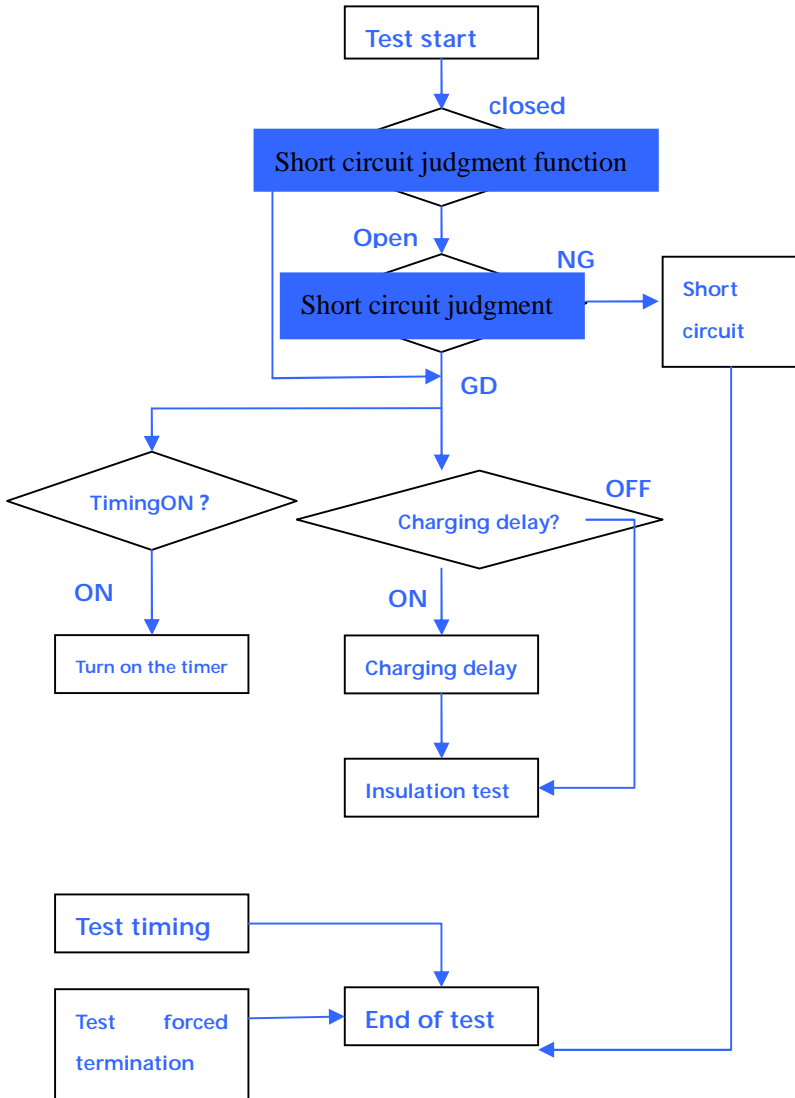 Test start
closed
Short circuit judgment function
Open
NG
Short circuit judgment
Short
circuit
GD
TimingON？
OFF
Charging delay?
ON
ON
Turn on the timer
Charging delay
Insulation test
Test timing
End of test
Test forced
termination